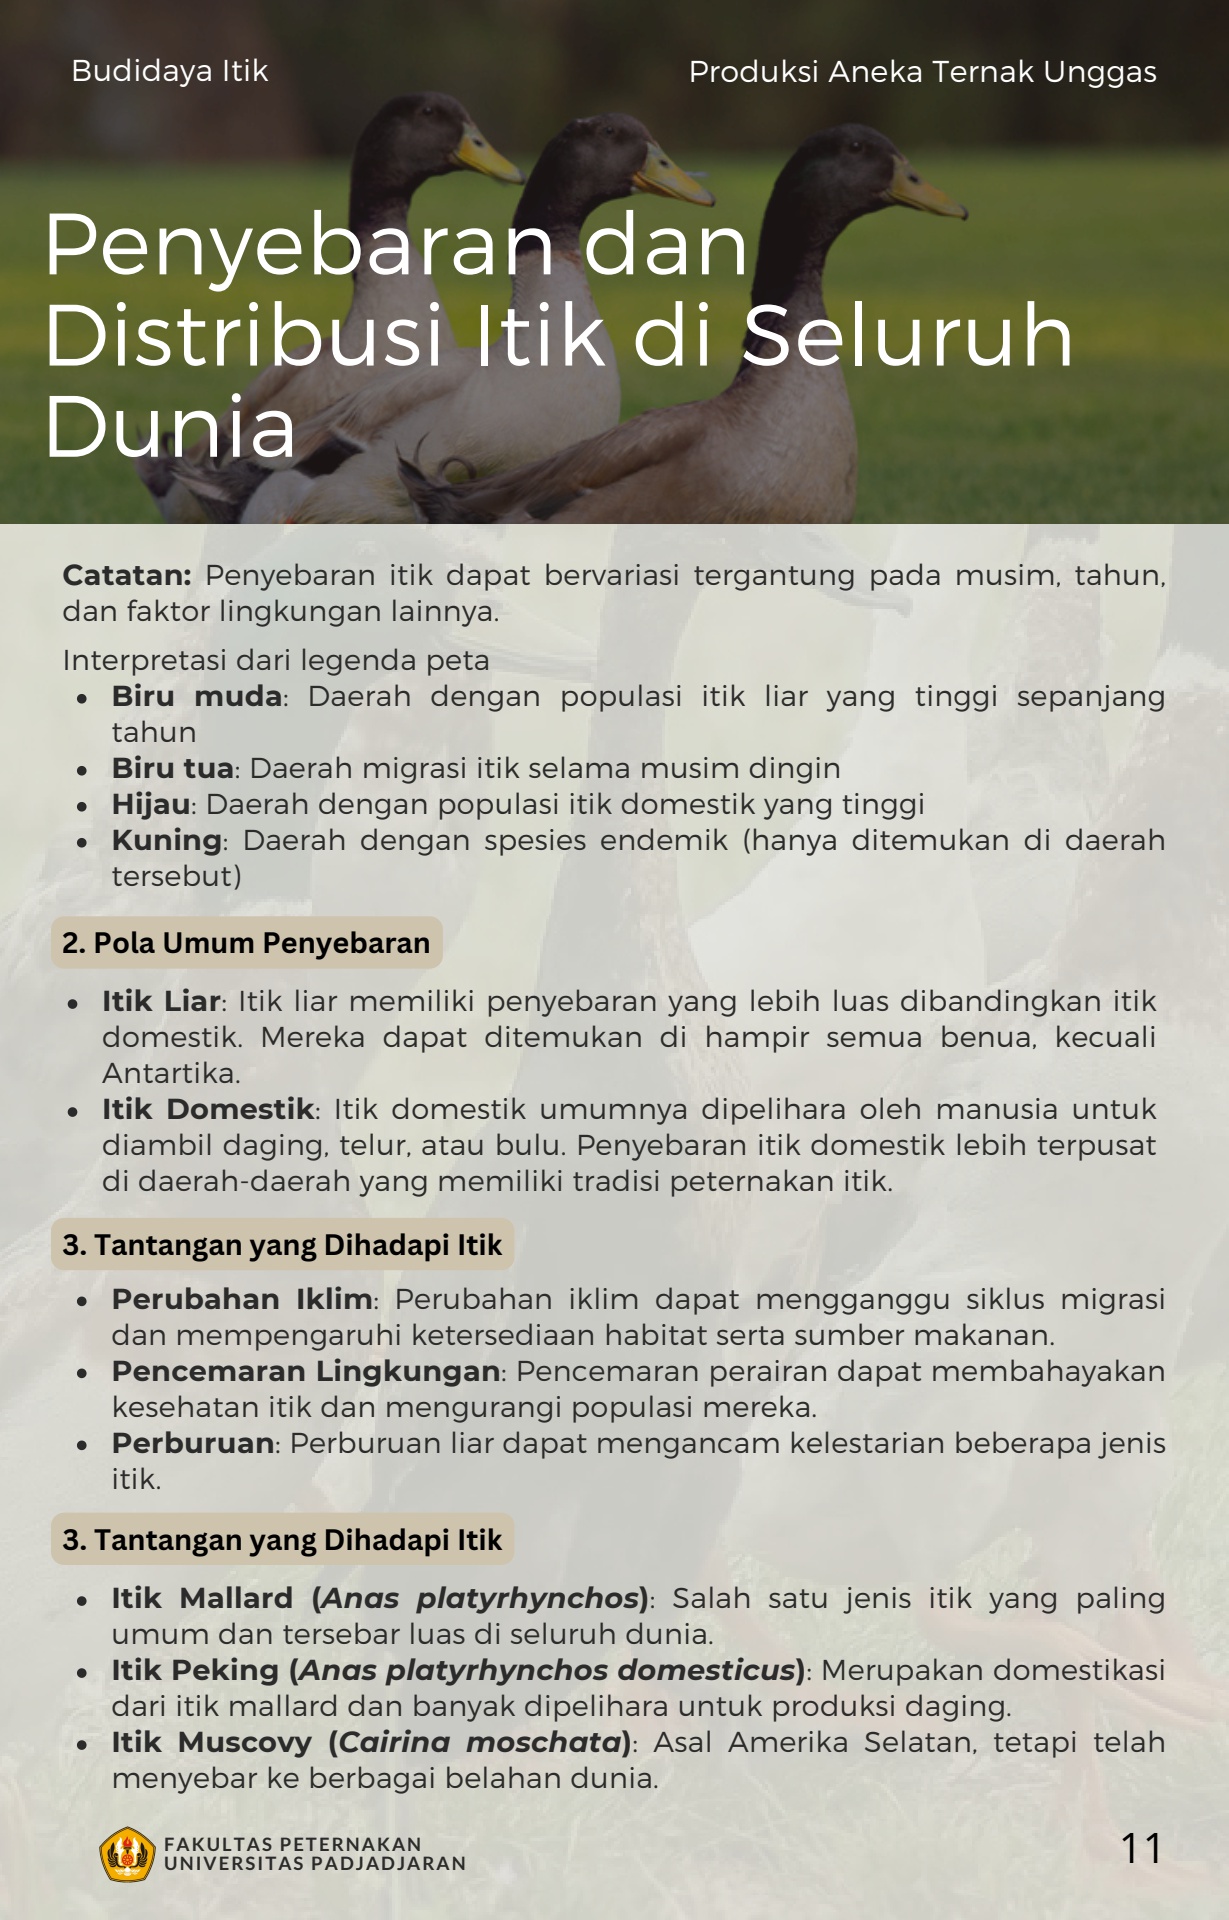 Budidaya Itik
Produksi Aneka Ternak Unggas
Penyebaran dan
Distribusi Itik di Seluruh
Dunia
Catatan: Penyebaran itik dapat bervariasi tergantung pada musim, tahun,
dan faktor lingkungan lainnya.
Interpretasi dari legenda peta
• Biru muda: Daerah dengan populasi itik liar yang tinggi sepanjang
tahun
• Biru tua: Daerah migrasi itik selama musim dingin
• Hijau: Daerah dengan populasi itik domestik yang tinggi
• Kuning: Daerah dengan spesies endemik (hanya ditemukan di daerah
tersebut)
2. Pola Umum Penyebaran
• Itik Liar: Itik liar memiliki penyebaran yang lebih luas dibandingkan itik
domestik. Mereka dapat ditemukan di hampir semua benua, kecuali
Antartika.
• Itik Domestik: Itik domestik umumnya dipelihara oleh manusia untuk
diambil daging, telur, atau bulu. Penyebaran itik domestik lebih terpusat
di daerah-daerah yang memiliki tradisi peternakan itik.
3. Tantangan yang Dihadapi Itik
• Perubahan Iklim: Perubahan iklim dapat mengganggu siklus migrasi
dan mempengaruhi ketersediaan habitat serta sumber makanan.
• Pencemaran Lingkungan: Pencemaran perairan dapat membahayakan
kesehatan itik dan mengurangi populasi mereka.
• Perburuan: Perburuan liar dapat mengancam kelestarian beberapa jenis
itik.
3. Tantangan yang Dihadapi Itik
• Itik Mallard (Anas platyrhynchos): Salah satu jenis itik yang paling
umum dan tersebar luas di seluruh dunia.
• Itik Peking (Anas platyrhynchos domesticus): Merupakan domestikasi
dari itik mallard dan banyak dipelihara untuk produksi daging.
• Itik Muscovy (Cairina moschata): Asal Amerika Selatan, tetapi telah
menyebar ke berbagai belahan dunia.
FAKULTAS PETERNAKAN
UNIVERSITAS PADJADJARAN
11